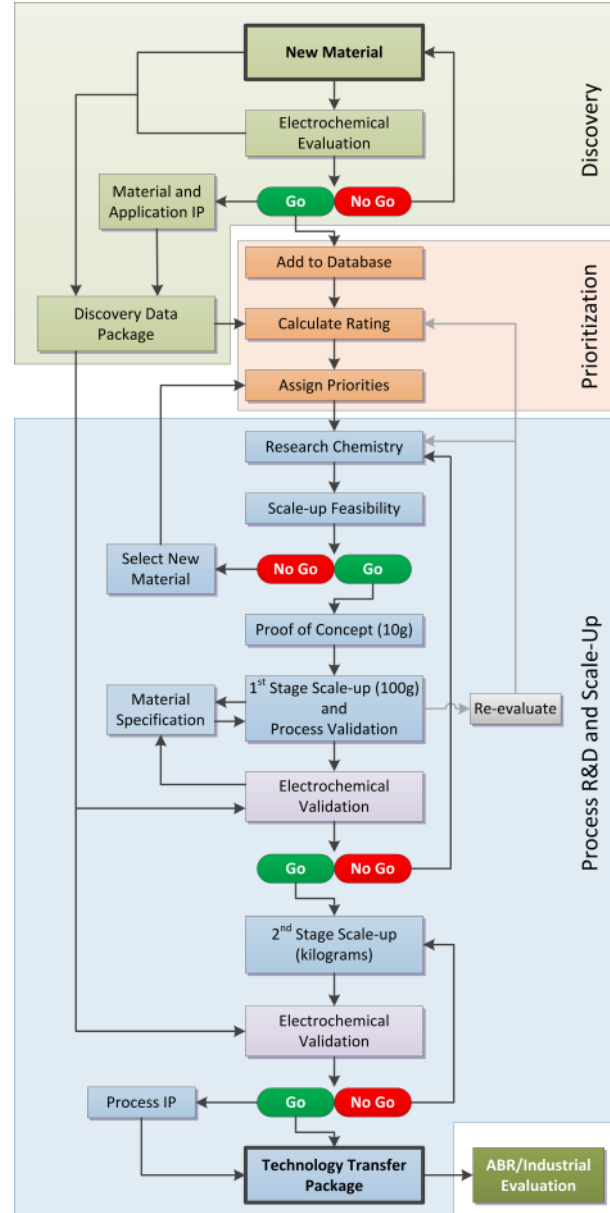 New Material
Discovery
Electrochemical
Evaluation
Go
No Go
Material and
Application IP
Add to Database
Prioritization
Discovery Data
Package
Calculate Rating
Assign Priorities
Research Chemistry
Process R&D and Scale-Up
Scale-up Feasibility
Select New
Material
No Go
Go
Proof of Concept (10g)
Material
Specification
1st Stage Scale-up (100g)
and
Process Validation
Re-evaluate
Electrochemical
Validation
Go
No Go
2nd Stage Scale-up
(kilograms)
Electrochemical
Validation
Process IP
Go
No Go
Technology Transfer
Package
ABR/Industrial
Evaluation